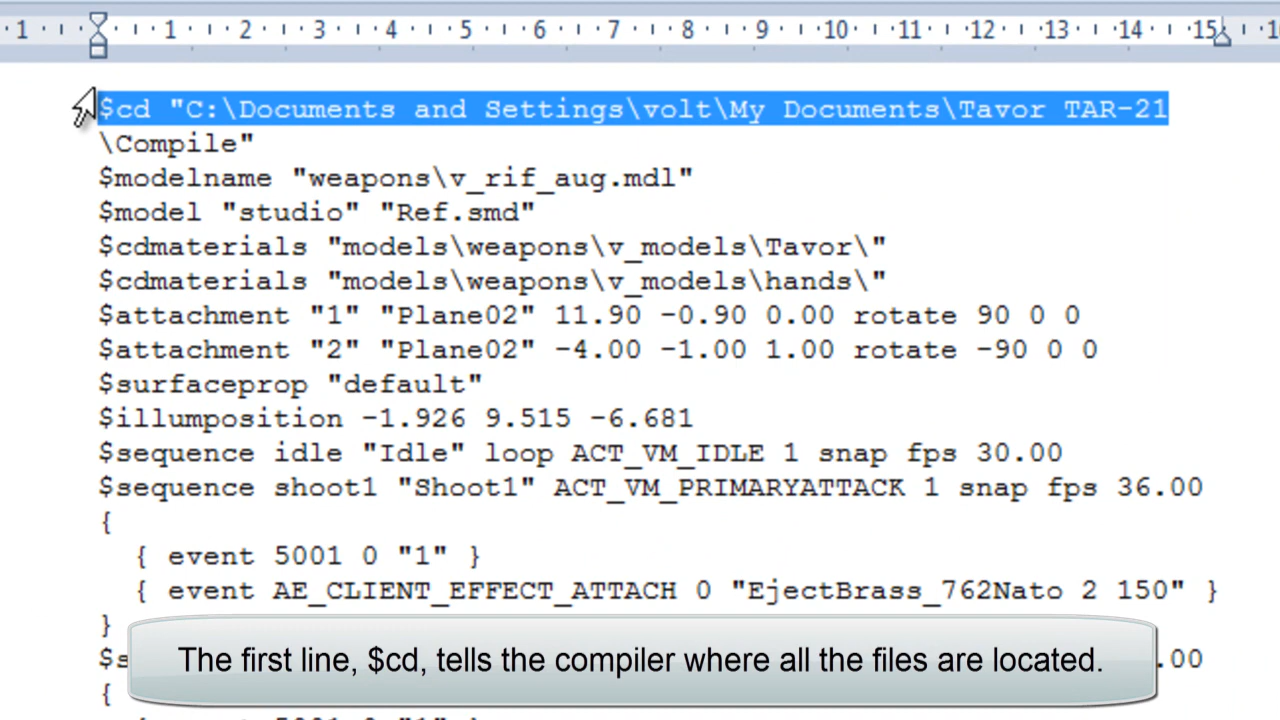 1 1 2 3 4 5 6 7 8 9 10 11 12 13 14 15
$cd "C:\Documents and Settings\volt\My Documents\Tavor TAR-21
\Compile"
$modelname "weapons\v_rif_aug.mdl"
$model "studio" "Ref.smd"
$cdmaterials "models\weapons\v_models\Tavor\"
$cdmaterials "models\weapons\v_models\hands\"
$attachment "1" "Plane02" 11.90 -0.90 0.00 rotate 90 0 0
$attachment "2" "Plane02" -4.00 -1.00 1.00 rotate -90 0 0
$surfaceprop "default"
$illumposition -1.926 9.515 -6.681
$sequence idle "Idle" loop ACT_VM_IDLE 1 snap fps 30.00
$sequence shoot1 "Shoot1" ACT_VM_PRIMARYATTACK 1 snap fps 36.00
{
{ event 5001 0 "1" }
{ event AE_CLIENT_EFFECT_ATTACH 0 "EjectBrass_762Nato 2 150" }
}
The first line, $cd, tells the compiler where all the files are located.
.00
{